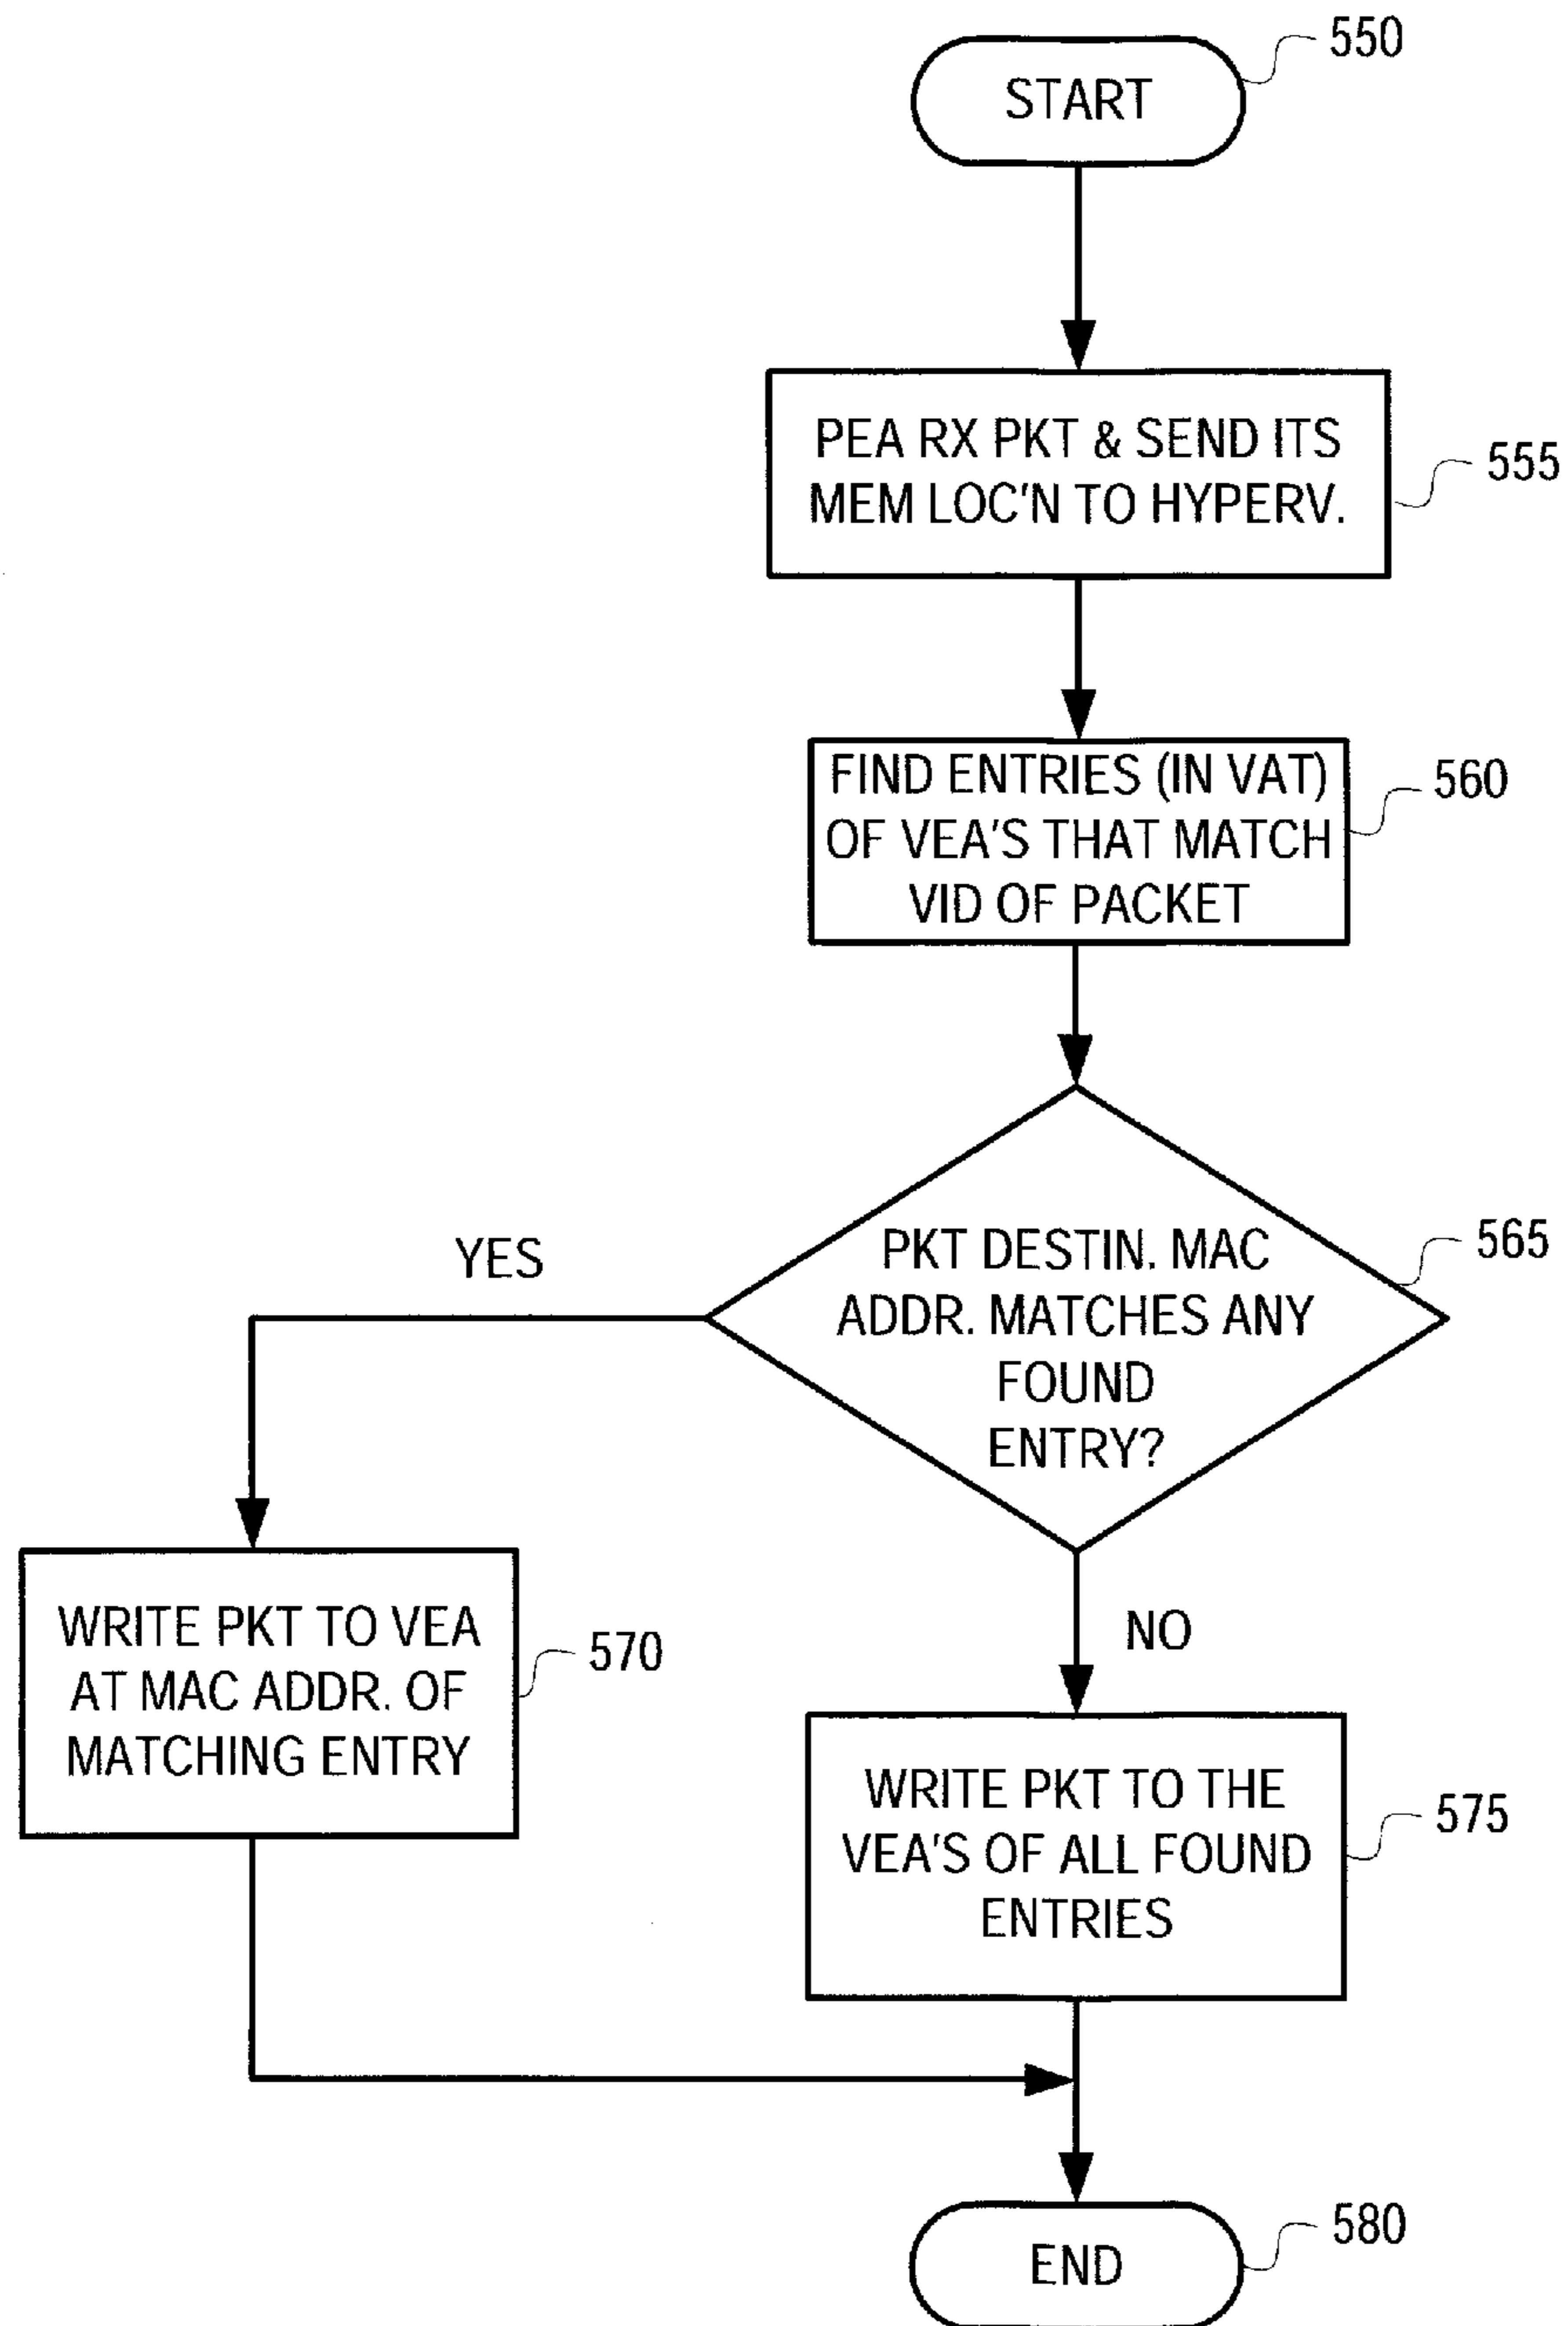 START
550
PEA RX PKT & SEND ITS
MEM LOC'N TO HYPERV.
555
FIND ENTRIES (IN VAT)
OF VEA'S THAT MATCH
VID OF PACKET
560
PKT DESTIN. MAC
ADDR. MATCHES ANY
FOUND
ENTRY?
565
YES
NO
WRITE PKT TO VEA
AT MAC ADDR. OF
MATCHING ENTRY
570
WRITE PKT TO THE
VEA'S OF ALL FOUND
ENTRIES
575
END
580